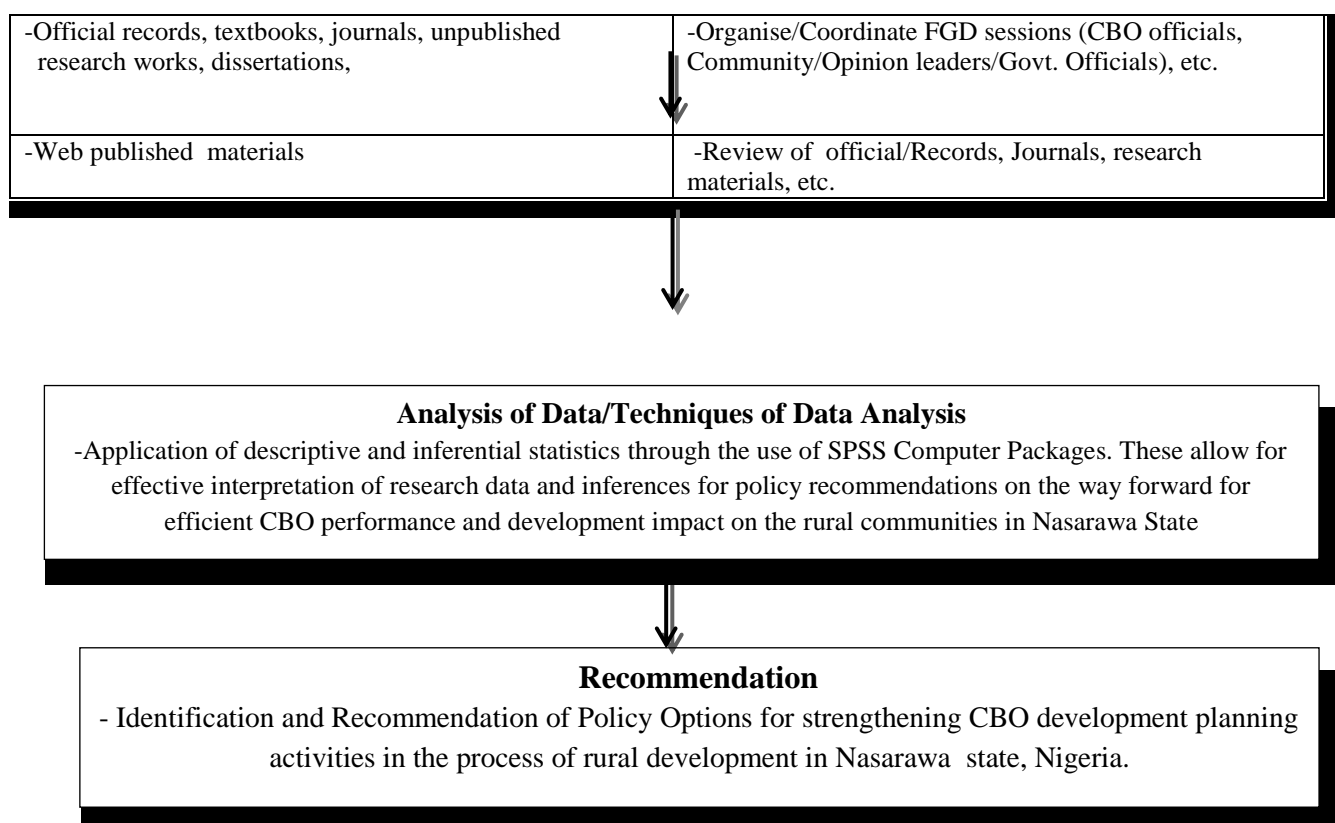 -Official records, textbooks, journals, unpublished
research works, dissertations,
-Organise/Coordinate FGD sessions (CBO officials,
Community/Opinion leaders/Govt. Officials), etc.
-Web published materials
-Review of official/Records, Journals, research
materials, etc.
Analysis of Data/Techniques of Data Analysis
-Application of descriptive and inferential statistics through the use of SPSS Computer Packages. These allow for
effective interpretation of research data and inferences for policy recommendations on the way forward for
efficient CBO performance and development impact on the rural communities in Nasarawa State
Recommendation
- Identification and Recommendation of Policy Options for strengthening CBO development planning
activities in the process of rural development in Nasarawa state, Nigeria.